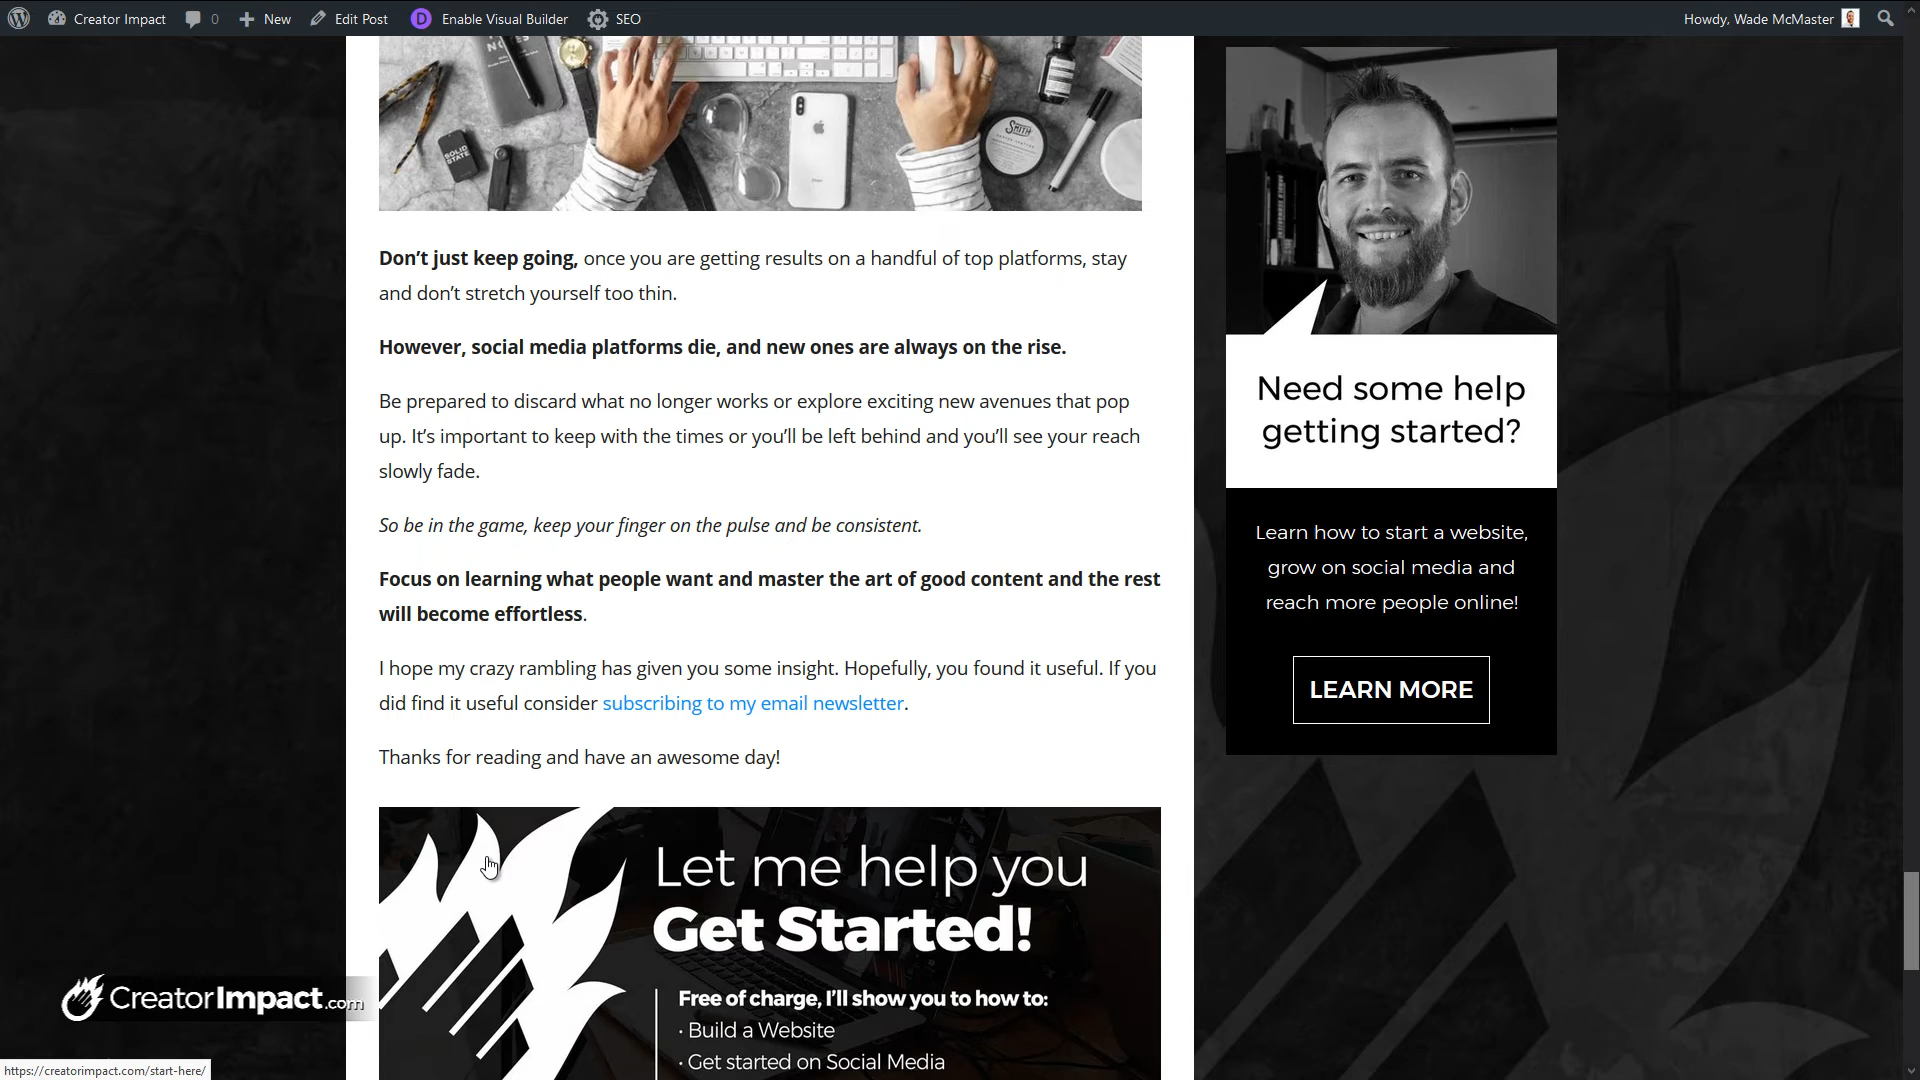 Creator Impact 0 New Edit Post Enable Visual Builder SEO Howdy, Wade McMaster
SOLID
STATE
SMITH
Don’t just keep going, once you are getting results on a handful of top platforms, stay
and don’t stretch yourself too thin.
However, social media platforms die, and new ones are always on the rise.
Be prepared to discard what no longer works or explore exciting new avenues that pop
up. It’s important to keep with the times or you’ll be left behind and you’ll see your reach
slowly fade.
So be in the game, keep your finger on the pulse and be consistent.
Focus on learning what people want and master the art of good content and the rest
will become effortless.
I hope my crazy rambling has given you some insight. Hopefully, you found it useful. If you
did find it useful consider subscribing to my email newsletter.
Thanks for reading and have an awesome day!
Let me help you
Get Started!
Free of charge, I’ll show you to how to:
· Build a Website
· Get started on Social Media
Need some help
getting started?
Learn how to start a website,
grow on social media and
reach more people online!
LEARN MORE
CreatorImpact.com
https://creatorimpact.com/start-here/